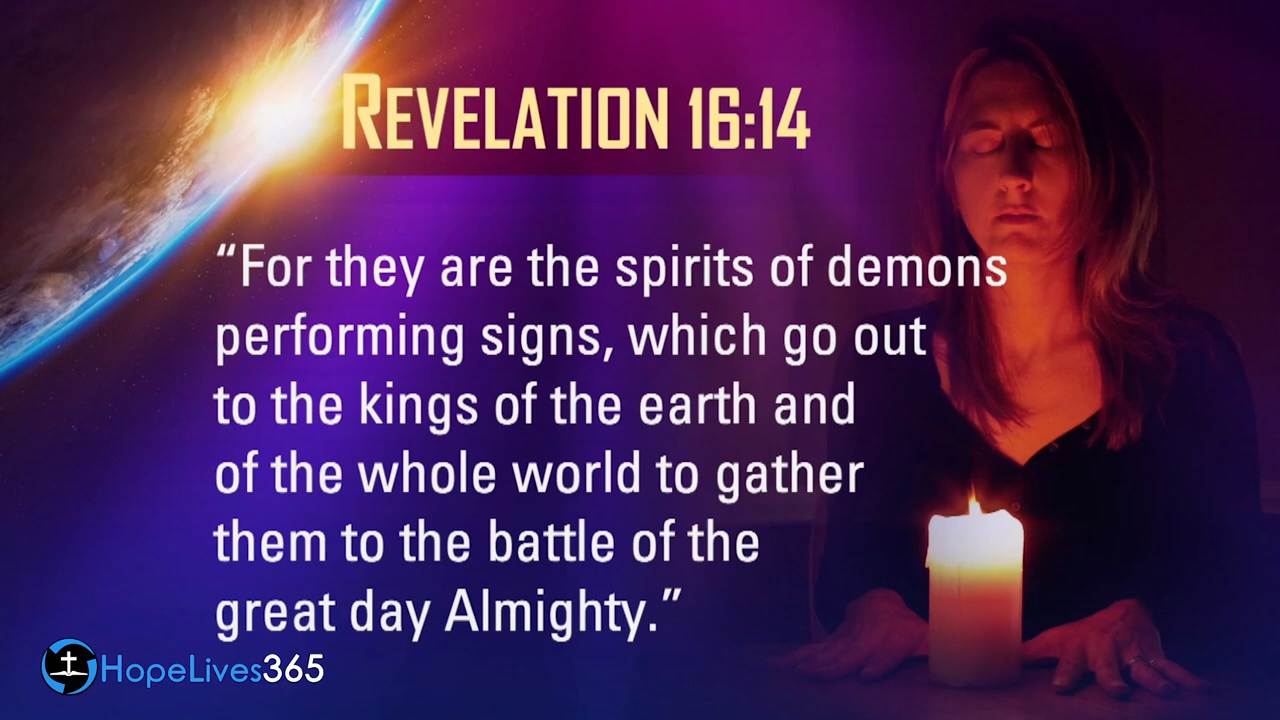 REVELATION 16:14
“For they are the spirits of demons
performing signs, which go out
to the kings of the earth and
of the whole world to gather
them to the battle of the
great day Almighty.”
HopeLives365